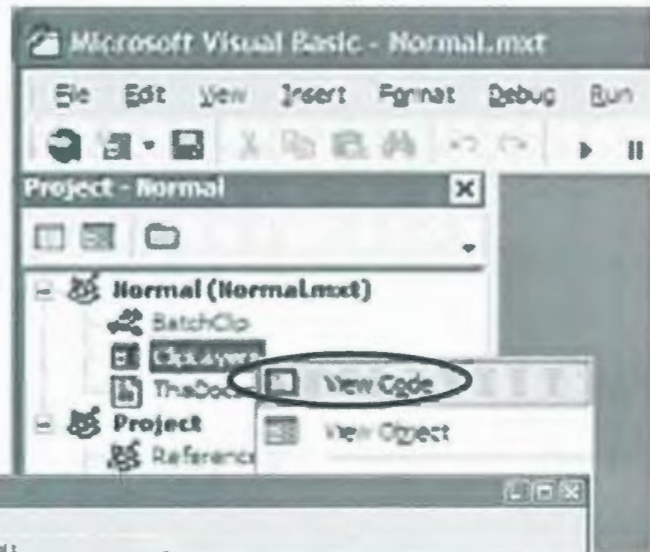 Microsoft Visual Basic - Normal.mxt
File Edit View Insert Format Debug Run
Project - Normal
Normal (Normal.mxt)
BatchClip
ClipLayers
View Code
Project
View Object